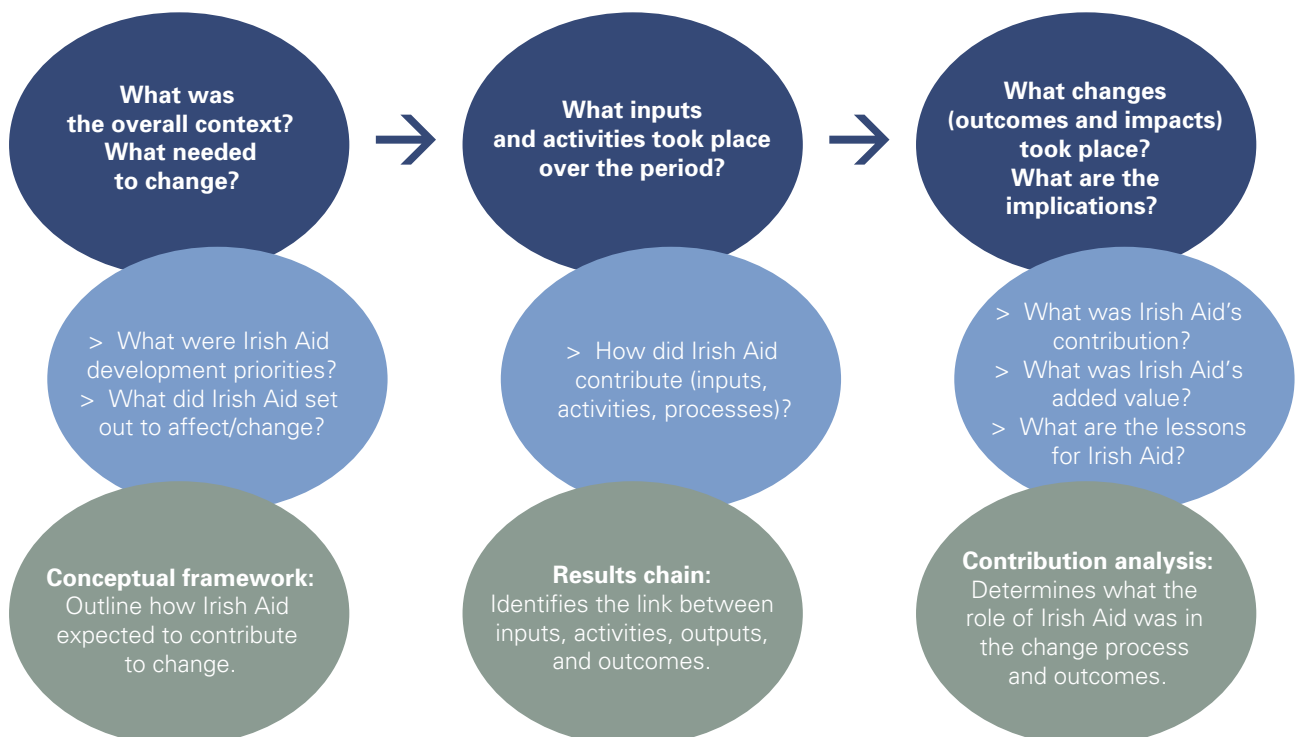 What was
the overall context?
What needed
to change?
What inputs
and activities took place
over the period?
What changes
(outcomes and impacts)
took place?
What are the
implications?
> What were Irish Aid
development priorities?
> What did Irish Aid set
out to affect/change?
> How did Irish Aid
contribute (inputs,
activities, processes)?
> What was Irish Aid's
contribution?
> What was Irish Aid's
added value?
> What are the lessons
for Irish Aid?
Conceptual framework:
Outline how Irish Aid
expected to contribute
to change.
Results chain:
Identifies the link between
inputs, activities, outputs,
and outcomes.
Contribution analysis:
Determines what the
role of Irish Aid was in
the change process
and outcomes.